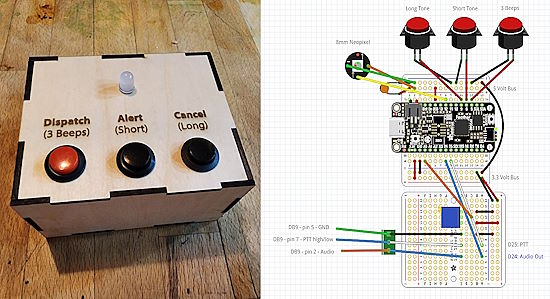 Dispatch
(3 Beeps)
Alert
(Short)
Cancel
(Long)
Long Tone
Short Tone
3 Beeps
8mm Neopixel
5 Volt Bus
3.3 Volt Bus
DB9 - pin 5 - GND
DB9 - pin 7 - PTT high/low
DB9 - pin 2 - Audio
D25: PTT
D24: Audio Out